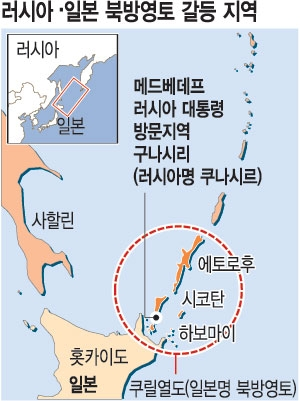 러시아·일본 북방영토 갈등 지역
러시아
일본
메드베데프
러시아 대통령
방문지역
구나시리
(러시아명 쿠나시르)
사할린
에토로후
시코탄
하보마이
홋카이도
일본
쿠릴열도(일본명 북방영토)